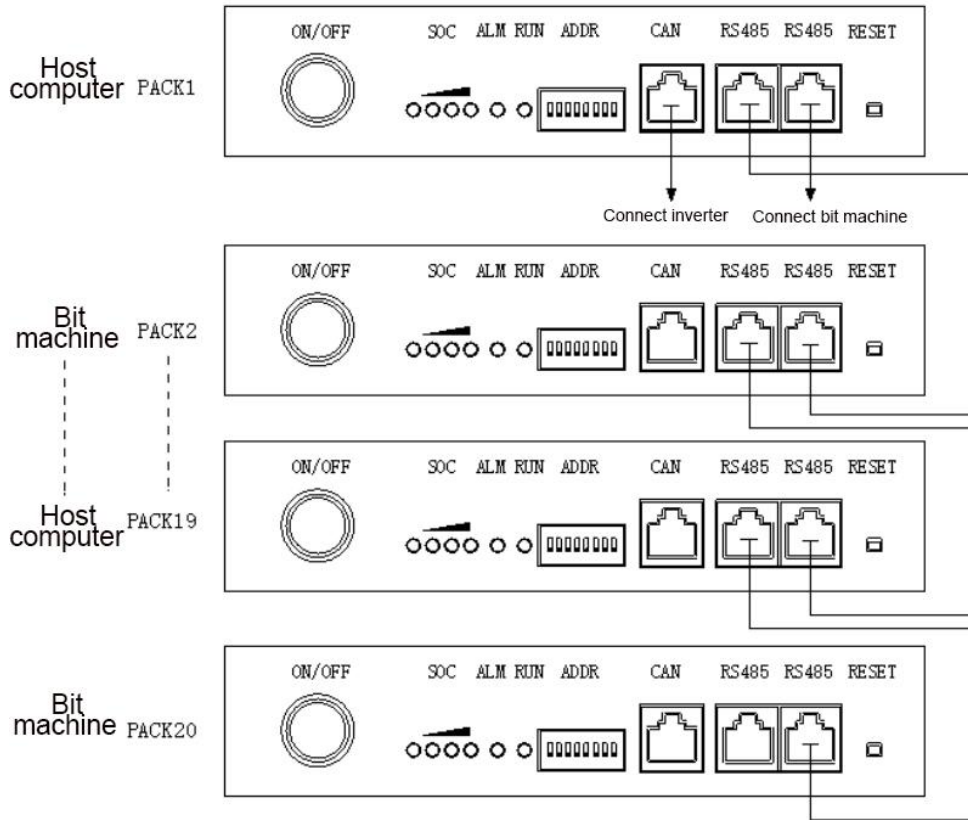 ON/OFF SOC ALM RUN ADDR CAN RS485 RS485 RESET
Host
computer PACK1
Connect inverter Connect bit machine
ON/OFF SOC ALM RUN ADDR CAN RS485 RS485 RESET
Bit
machine PACK2
ON/OFF SOC ALM RUN ADDR CAN RS485 RS485 RESET
Host
computer PACK19
ON/OFF SOC ALM RUN ADDR CAN RS485 RS485 RESET
Bit
machine PACK20